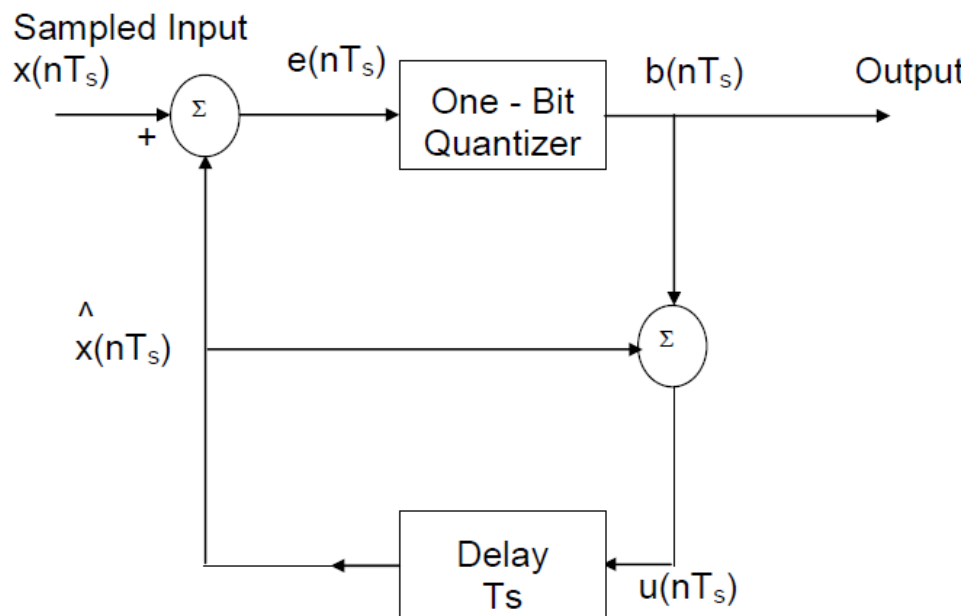 Sampled Input
x(nTₛ)
e(nTₛ)
b(nTₛ)
Output
Σ
+
One - Bit
Quantizer
^
x(nTₛ)
Σ
Delay
Ts
u(nTₛ)